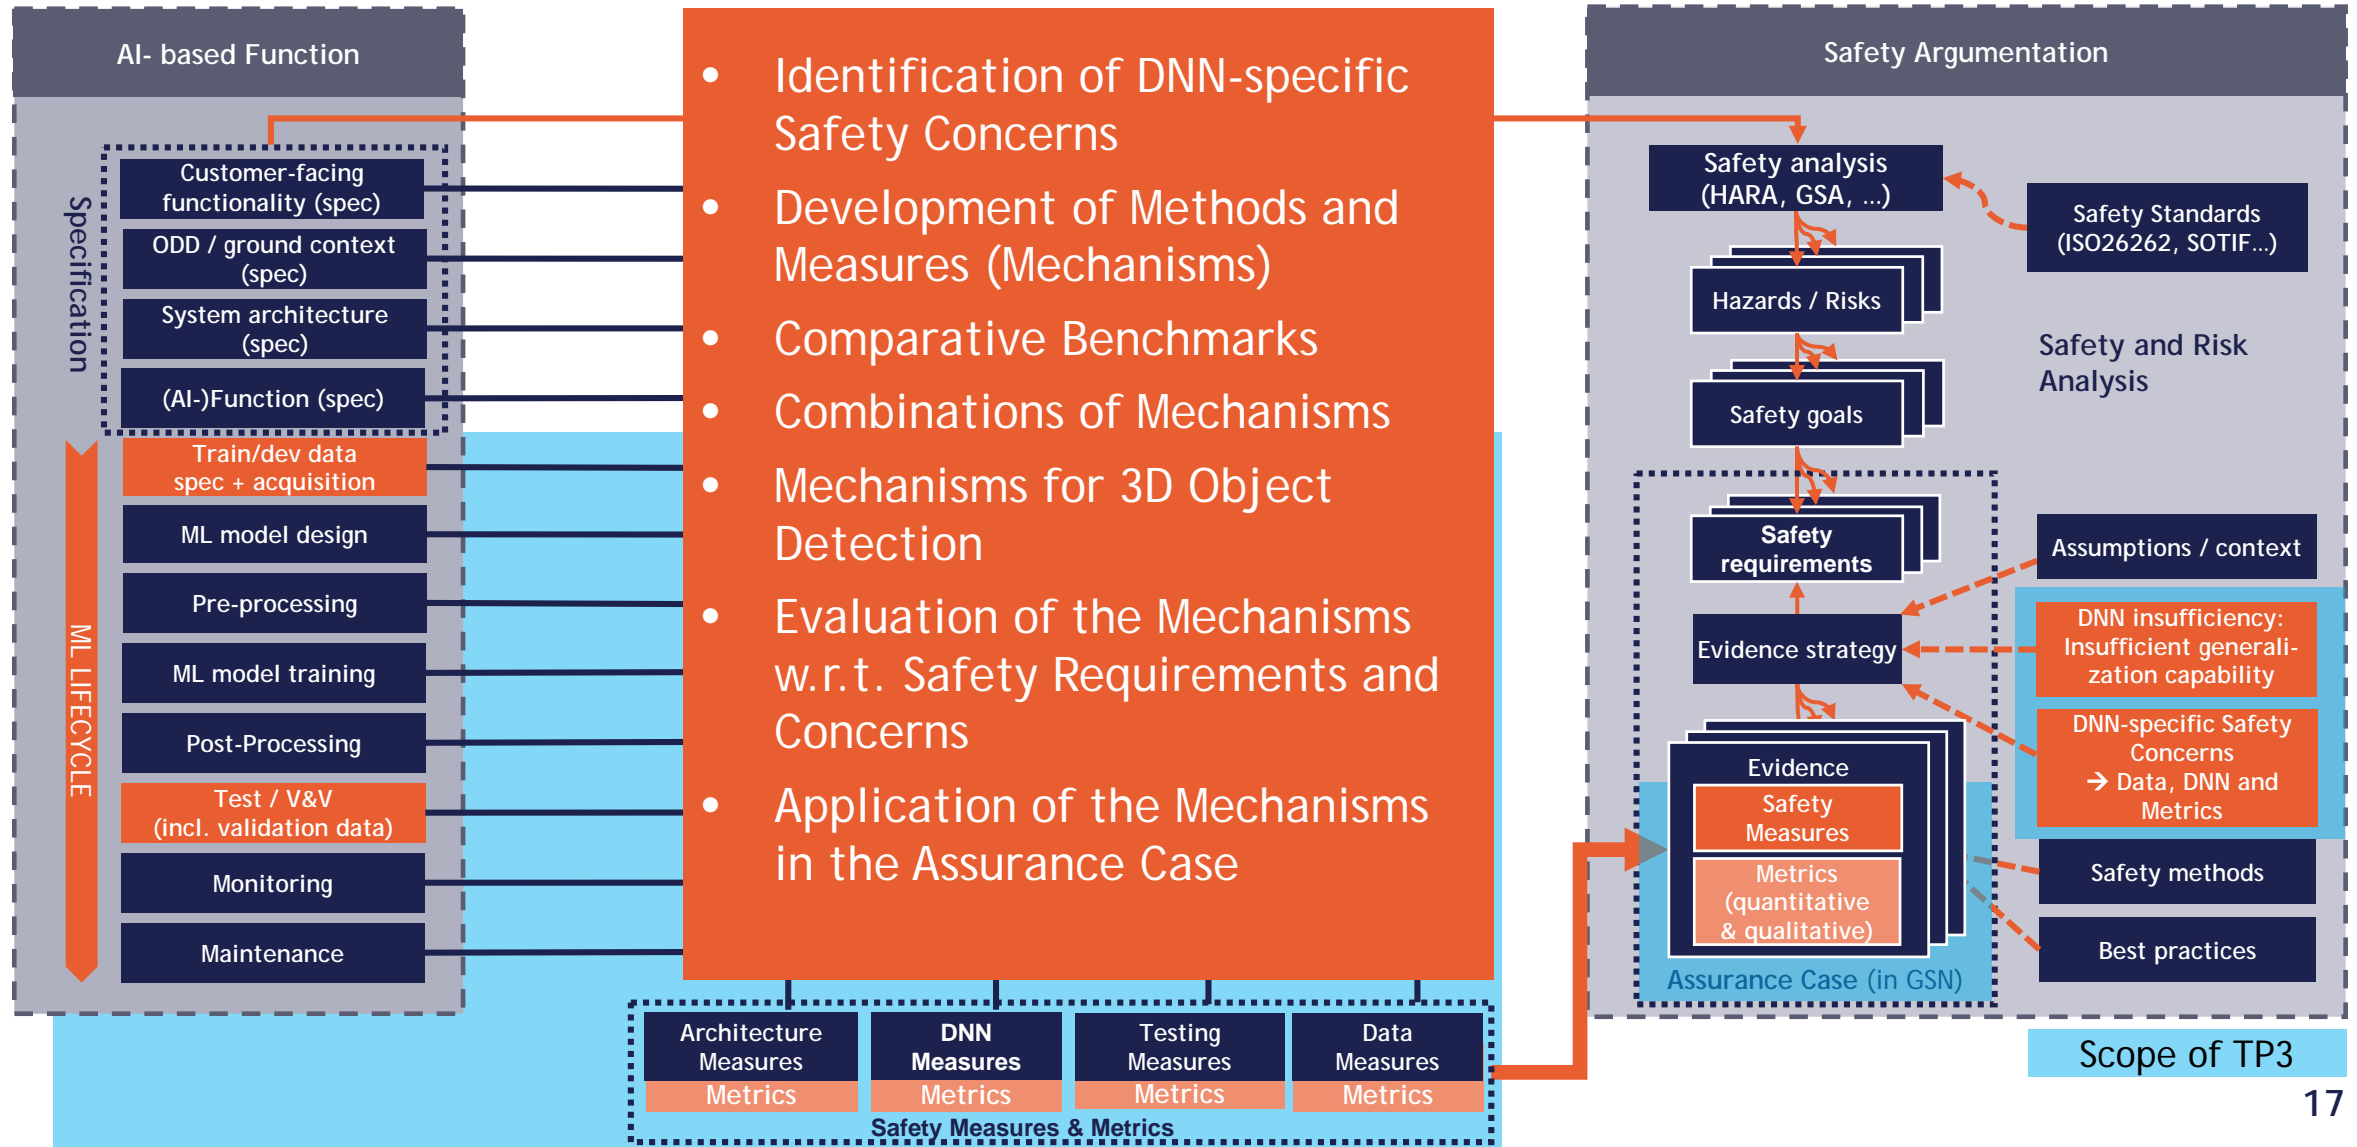 AI- based Function
Specification
Customer-facing
functionality (spec)
ODD / ground context
(spec)
System architecture
(spec)
(AI-)Function (spec)
ML LIFECYCLE
Train/dev data
spec + acquisition
ML model design
Pre-processing
ML model training
Post-Processing
Test / V&V
(incl. validation data)
Monitoring
Maintenance
• Identification of DNN-specific
Safety Concerns
• Development of Methods and
Measures (Mechanisms)
• Comparative Benchmarks
• Combinations of Mechanisms
• Mechanisms for 3D Object
Detection
• Evaluation of the Mechanisms
w.r.t. Safety Requirements and
Concerns
• Application of the Mechanisms
in the Assurance Case
Architecture
Measures
Metrics
DNN
Measures
Metrics
Testing
Measures
Metrics
Data
Measures
Metrics
Safety Measures & Metrics
Safety Argumentation
Safety analysis
(HARA, GSA, ...)
Safety Standards
(ISO26262, SOTIF...)
Hazards / Risks
Safety and Risk
Analysis
Safety goals
Safety
requirements
Assumptions / context
Evidence strategy
DNN insufficiency:
Insufficient generali-
zation capability
DNN-specific Safety
Concerns
→ Data, DNN and
Metrics
Evidence
Safety
Measures
Metrics
(quantitative
& qualitative)
Safety methods
Best practices
Assurance Case (in GSN)
Scope of TP3
17